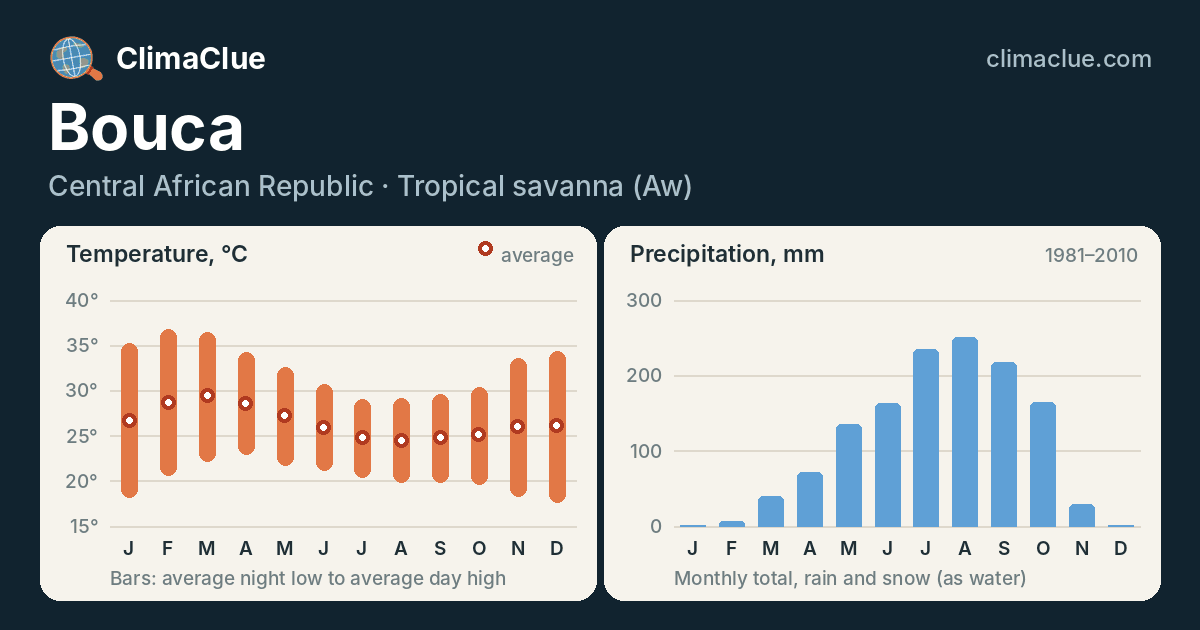 ClimaClue
climaclue.com
Bouca
Central African Republic · Tropical savanna (Aw)
Temperature, °C
average
40°
35°
30°
25°
20°
15°
J F M A M J J A S O N D
Bars: average night low to average day high
Precipitation, mm
1981–2010
300
200
100
0
J F M A M J J A S O N D
Monthly total, rain and snow (as water)